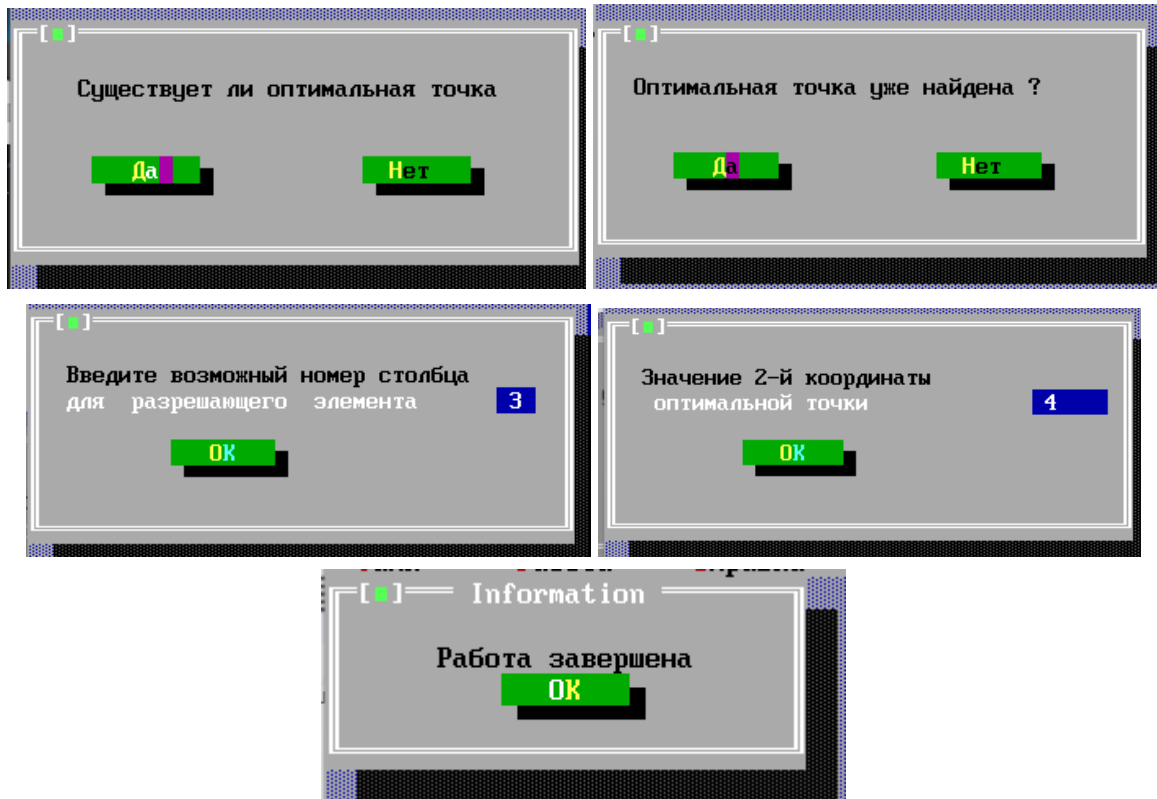 Существует ли оптимальная точка
Да
Нет
Оптимальная точка уже найдена ?
Да
Нет
Введите возможный номер столбца
для разрешающего элемента 3
OK
Значение 2-й координаты
оптимальной точки 4
OK
Information
Работа завершена
OK